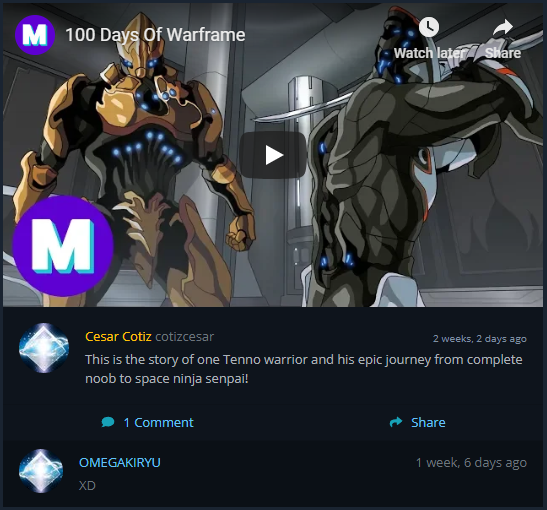 M 100 Days Of Warframe
Watch later Share
M
Cesar Cotiz cotizcesar 2 weeks, 2 days ago
This is the story of one Tenno warrior and his epic journey from complete
noob to space ninja senpai!
1 Comment Share
OMEGAKIRYU 1 week, 6 days ago
XD